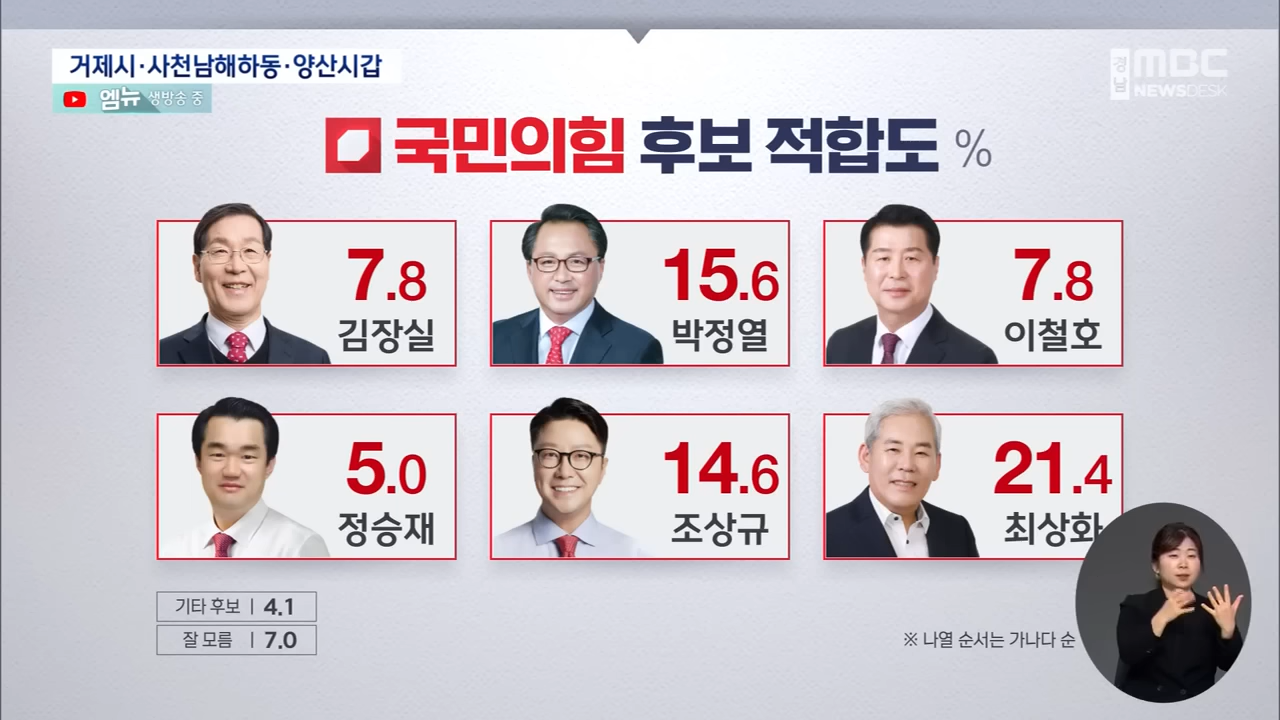 거제시·사천남해하동·양산시갑
엠뉴 생방송 중
경남 MBC
NEWSDESK
국민의힘 후보 적합도 %
7.8
김장실
15.6
박정열
7.8
이철호
5.0
정승재
14.6
조상규
21.4
최상화
기타 후보 | 4.1
잘 모름 | 7.0
※ 나열 순서는 가나다 순